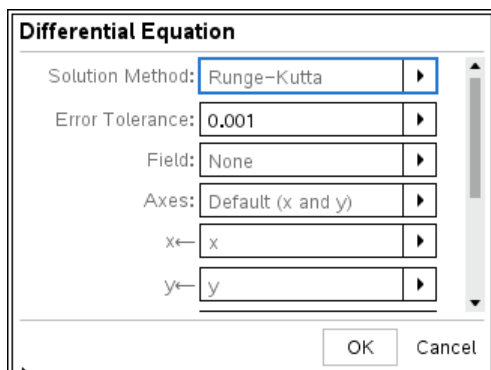 Differential Equation
Solution Method: Runge-Kutta
Error Tolerance: 0.001
Field: None
Axes: Default (x and y)
x← x
y← y
OK Cancel